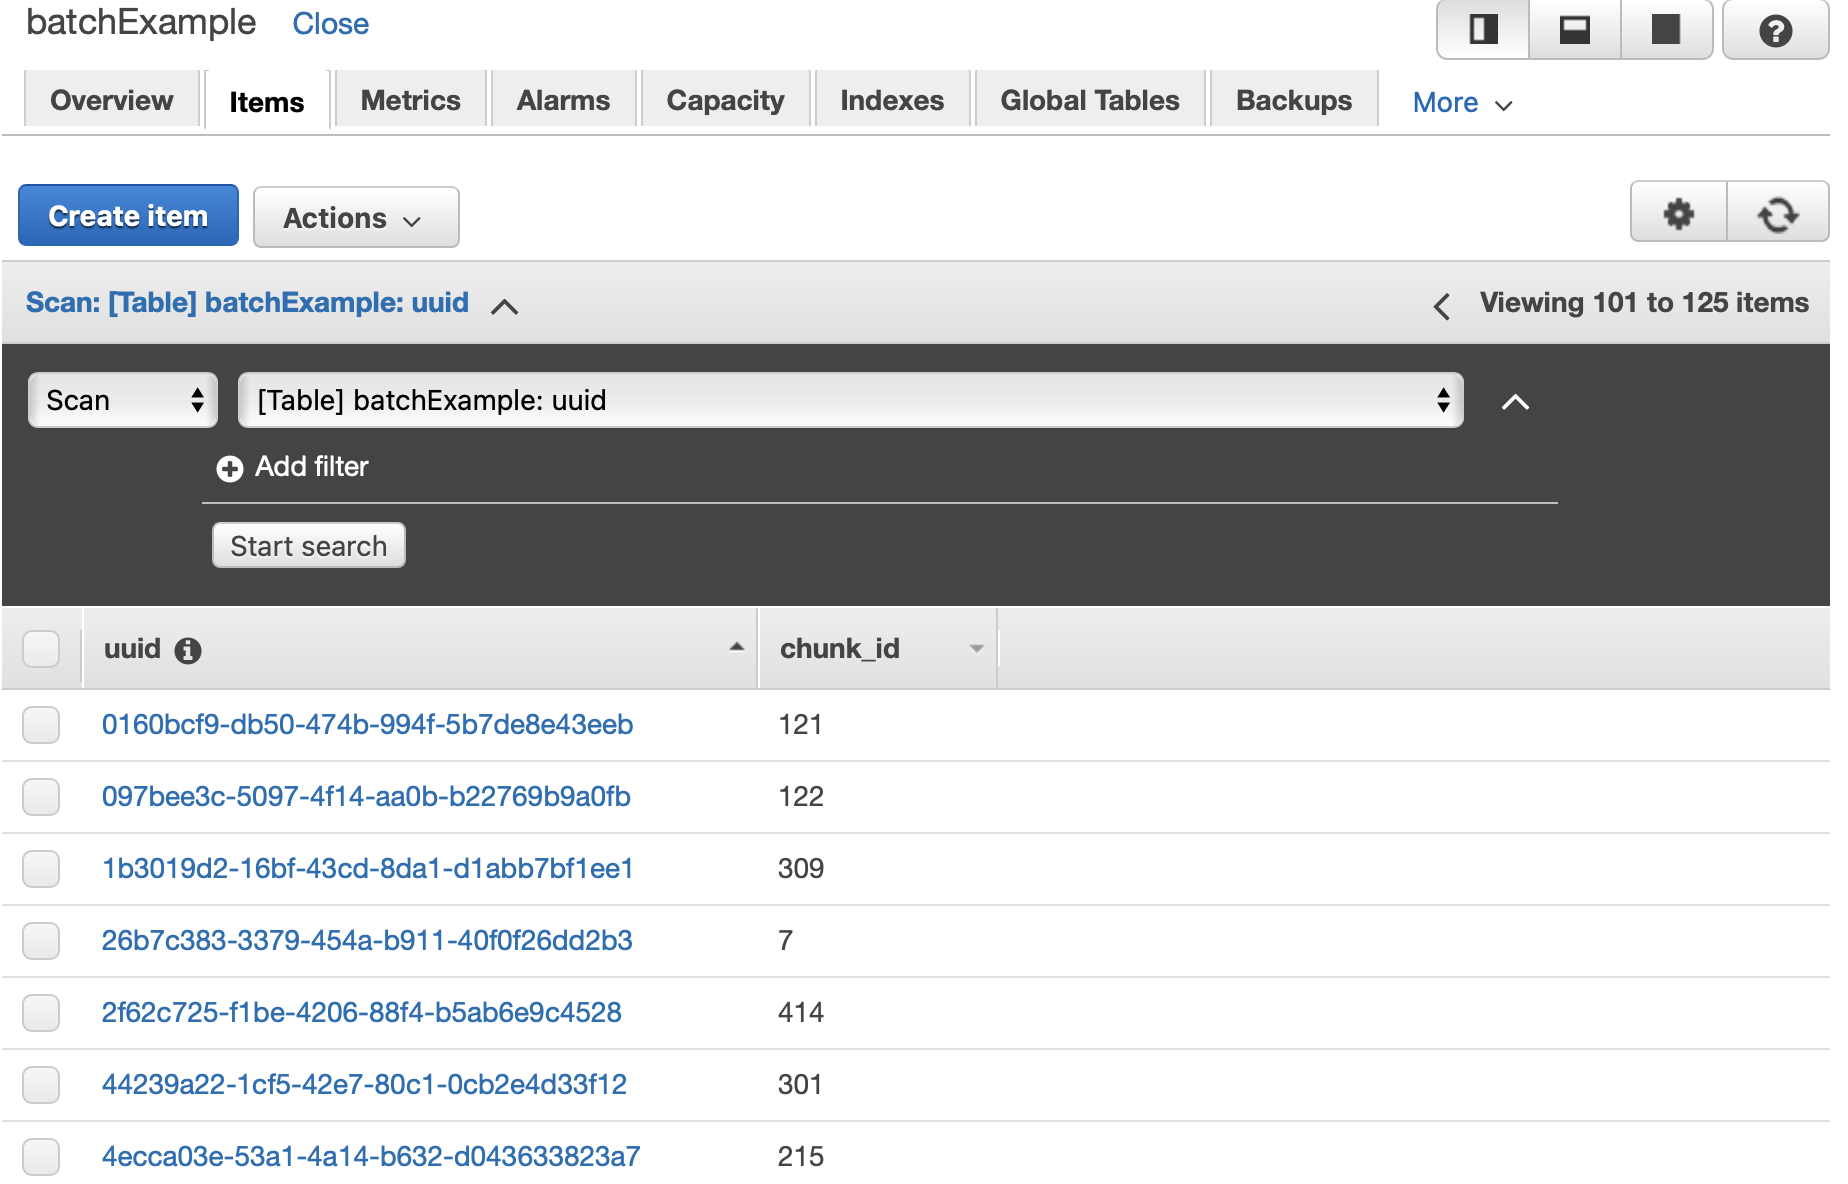 batchExample Close
Overview Items Metrics Alarms Capacity Indexes Global Tables Backups More
Create item Actions
Scan: [Table] batchExample: uuid Viewing 101 to 125 items
Scan [Table] batchExample: uuid
Add filter
Start search
uuid chunk_id
0160bcf9-db50-474b-994f-5b7de8e43eeb 121
097bee3c-5097-4f14-aa0b-b22769b9a0fb 122
1b3019d2-16bf-43cd-8da1-d1abb7bf1ee1 309
26b7c383-3379-454a-b911-40f0f26dd2b3 7
2f62c725-f1be-4206-88f4-b5ab6e9c4528 414
44239a22-1cf5-42e7-80c1-0cb2e4d33f12 301
4ecca03e-53a1-4a14-b632-d043633823a7 215